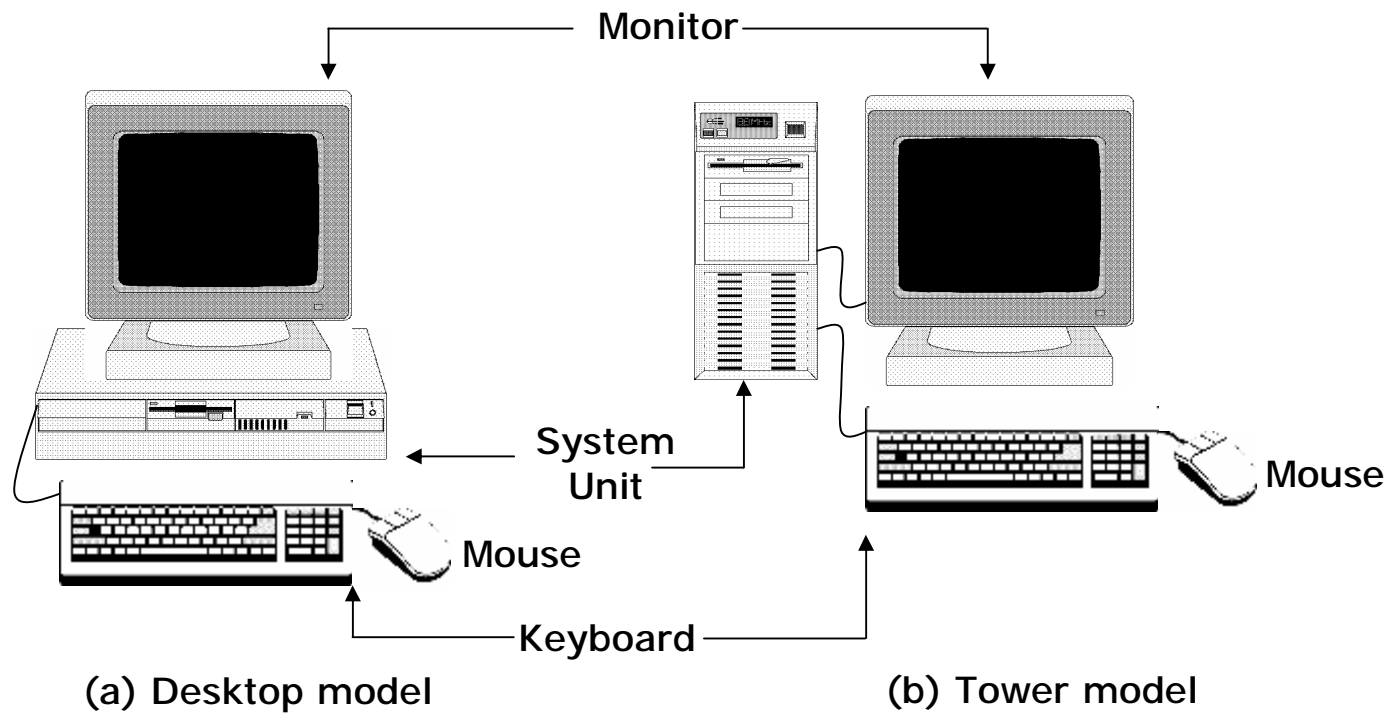 Monitor
System
Unit
Mouse
Mouse
Keyboard
(a) Desktop model
(b) Tower model